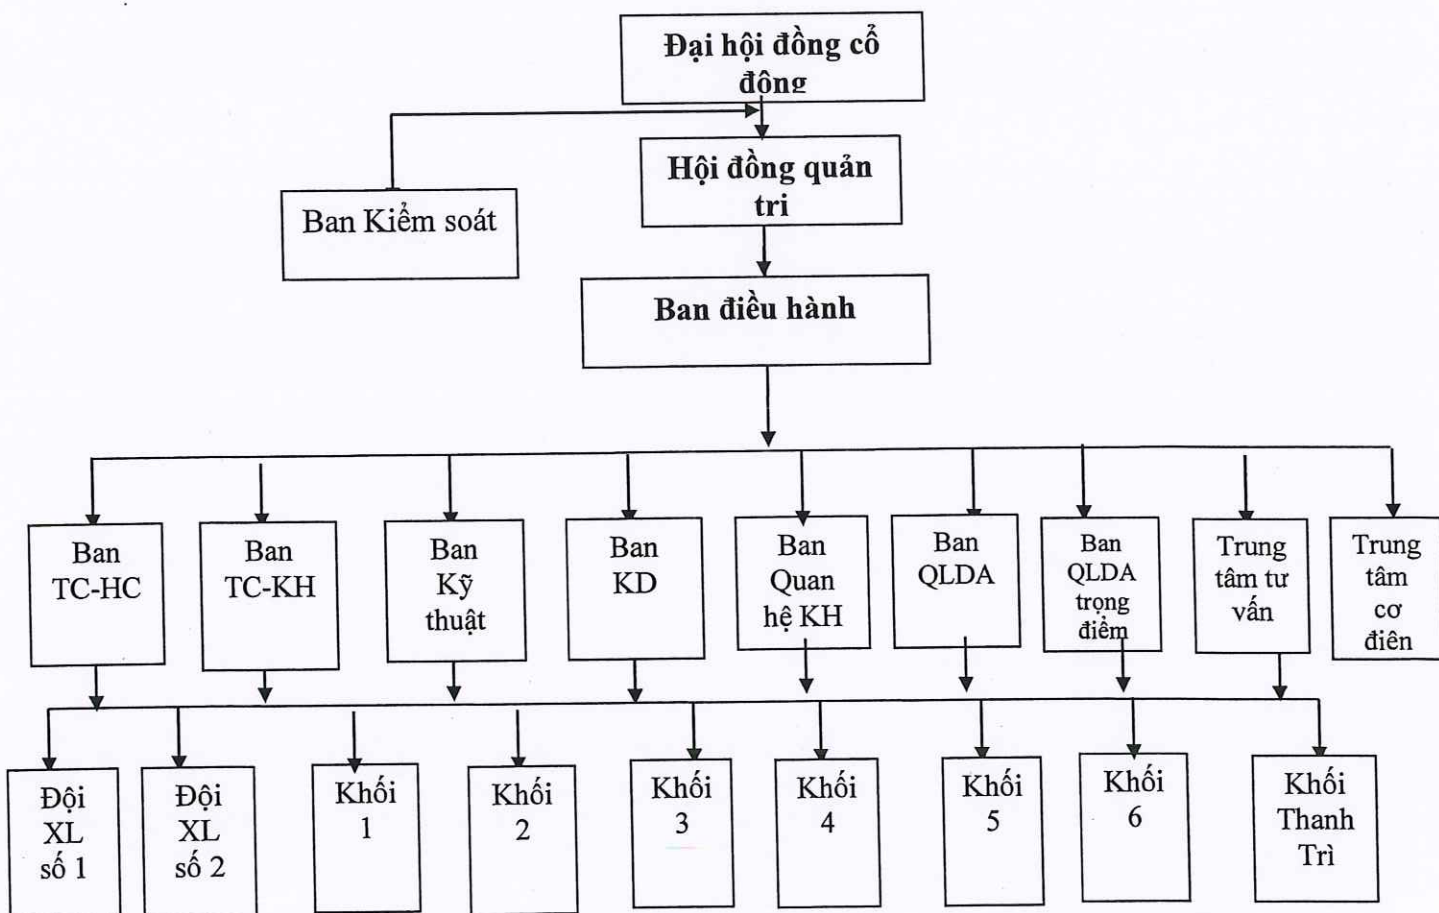 Đại hội đồng cổ
đông
Hội đồng quản
tri
Ban Kiểm soát
Ban điều hành
Ban
TC-HC
Ban
TC-KH
Ban
Kỹ
thuật
Ban
KD
Ban
Quan
hệ KH
Ban
QLDA
Ban
QLDA
trọng
điểm
Trung
tâm tư
vấn
Trung
tâm
cơ
điên
Đội
XL
số 1
Đội
XL
số 2
Khối
1
Khối
2
Khối
3
Khối
4
Khối
5
Khối
6
Khối
Thanh
Trì